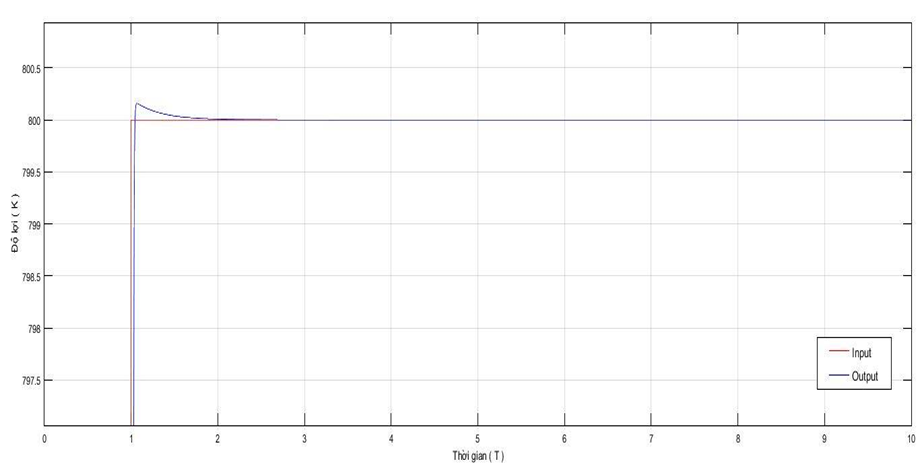 800.5
800
799.5
799
798.5
798
797.5
Độ lợi ( K )
0 1 2 3 4 5 6 7 8 9 10
Thời gian ( T )
Input
Output